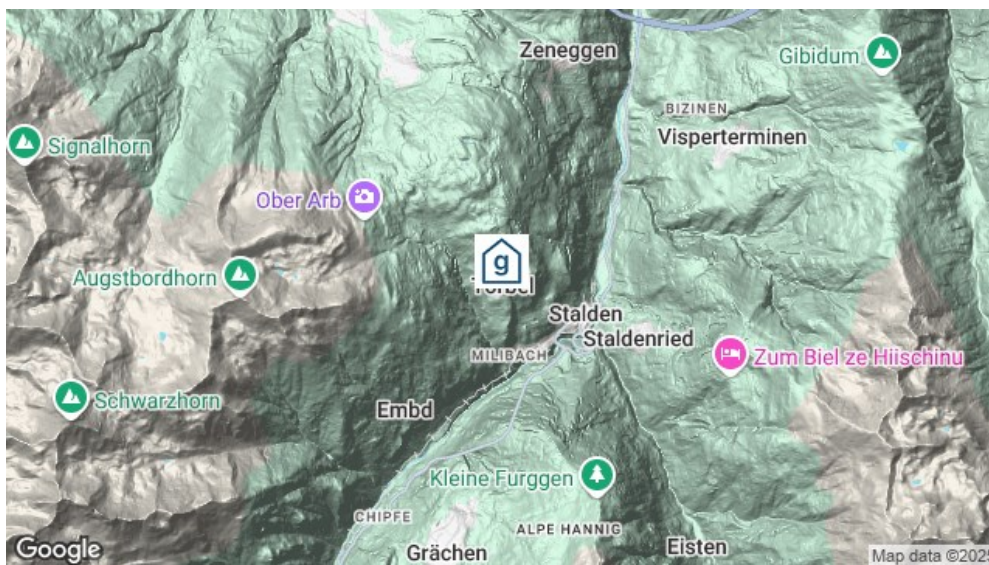 Zeneggen
Gibidum
BIZINEN
Visperterminen
Signalhorn
Ober Arb
g
Augstbordhorn
Törbel
Stalden
Staldenried
MILIBACH
Zum Biel ze Hiischinu
Schwarzhorn
Embd
Kleine Furggen
CHIPFE
ALPE HANNIG
Grächen
Eisten
Google
Map data ©2025